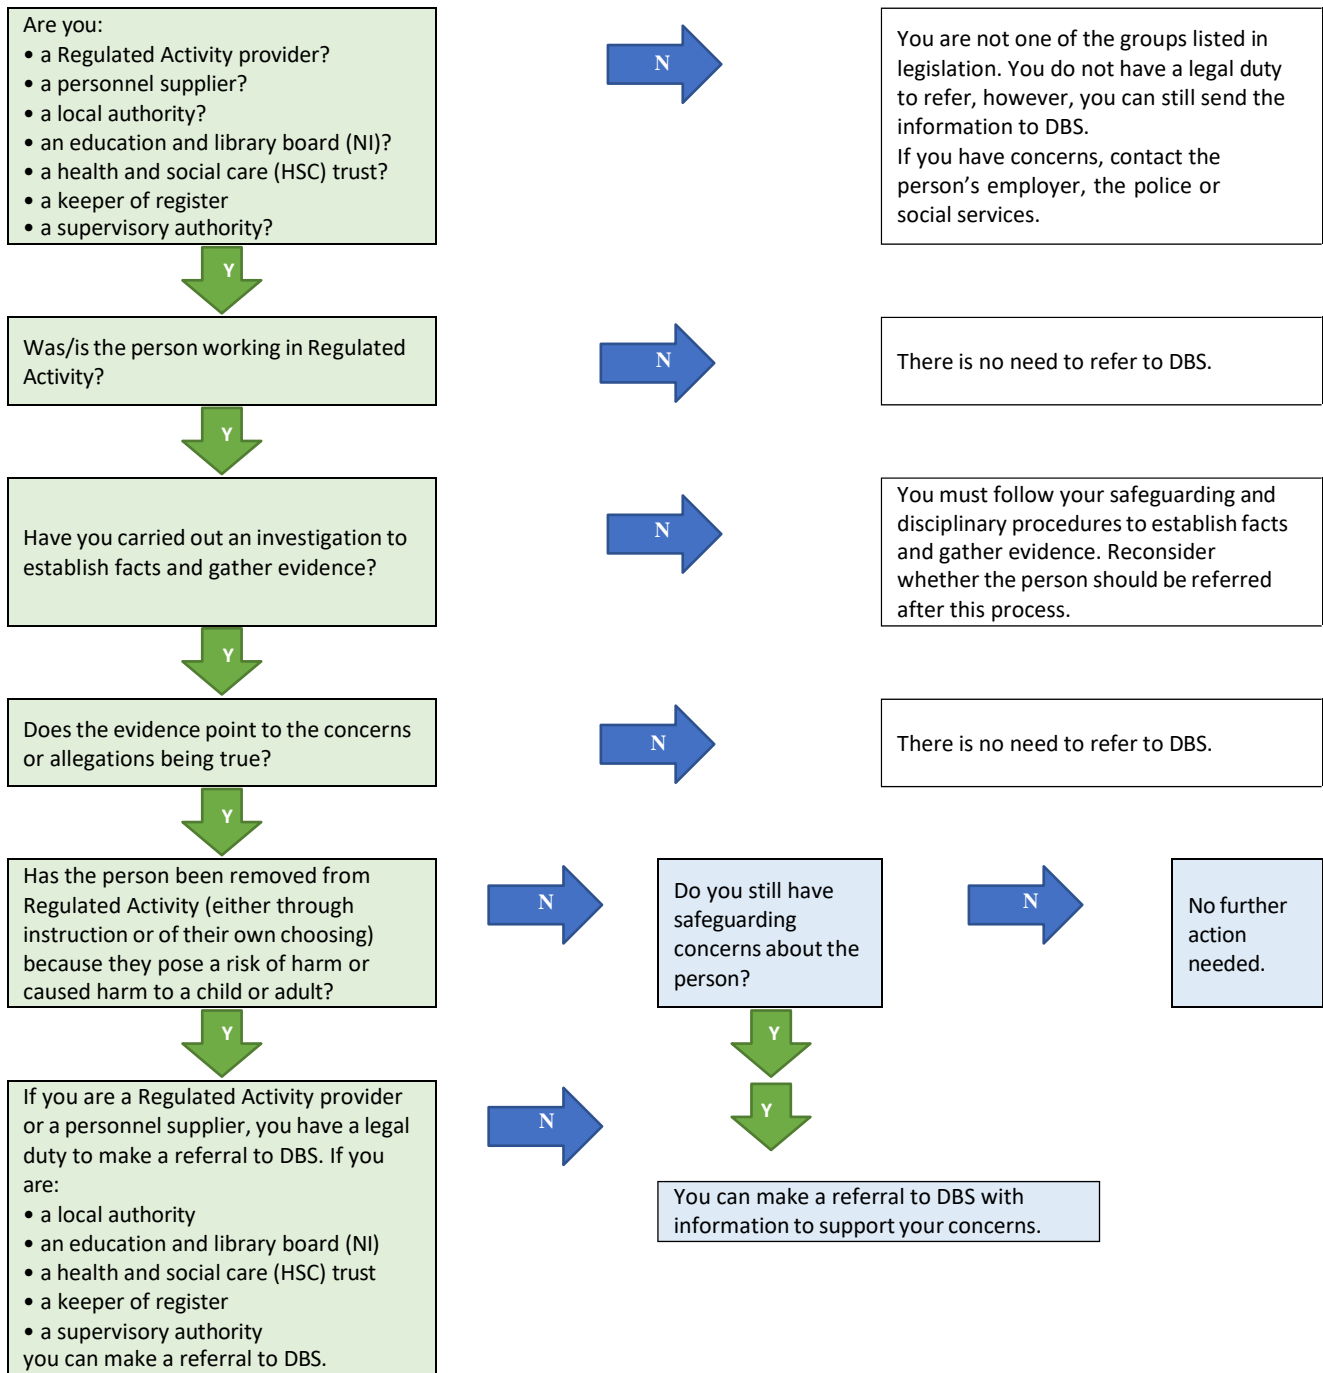 Are you:
• a Regulated Activity provider?
• a personnel supplier?
• a local authority?
• an education and library board (NI)?
• a health and social care (HSC) trust?
• a keeper of register
• a supervisory authority?
N
You are not one of the groups listed in
legislation. You do not have a legal duty
to refer, however, you can still send the
information to DBS.
If you have concerns, contact the
person’s employer, the police or
social services.
Y
Was/is the person working in Regulated
Activity?
N
There is no need to refer to DBS.
Y
Have you carried out an investigation to
establish facts and gather evidence?
N
You must follow your safeguarding and
disciplinary procedures to establish facts
and gather evidence. Reconsider
whether the person should be referred
after this process.
Y
Does the evidence point to the concerns
or allegations being true?
N
There is no need to refer to DBS.
Y
Has the person been removed from
Regulated Activity (either through
instruction or of their own choosing)
because they pose a risk of harm or
caused harm to a child or adult?
N
Do you still have
safeguarding
concerns about the
person?
N
No further
action
needed.
Y
Y
If you are a Regulated Activity provider
or a personnel supplier, you have a legal
duty to make a referral to DBS. If you
are:
• a local authority
• an education and library board (NI)
• a health and social care (HSC) trust
• a keeper of register
• a supervisory authority
you can make a referral to DBS.
N
Y
You can make a referral to DBS with
information to support your concerns.